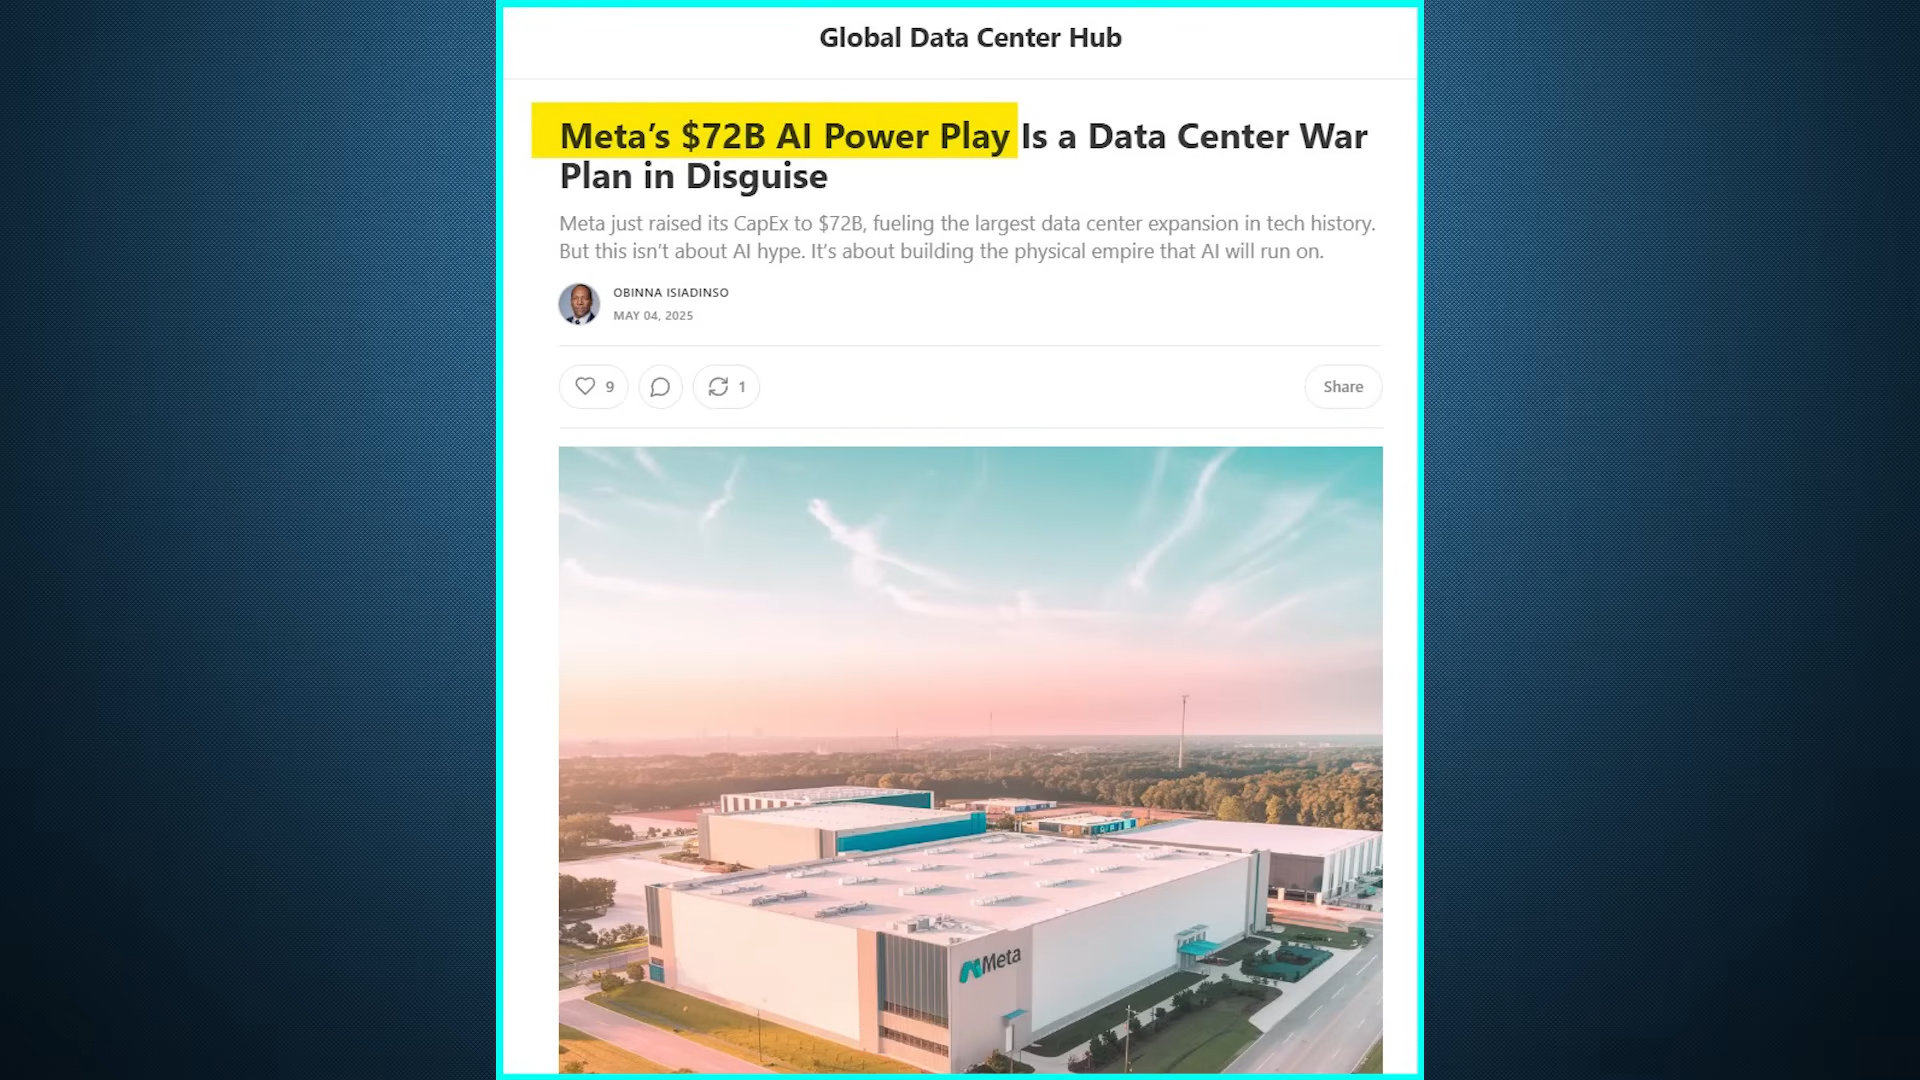 Global Data Center Hub
Meta’s $72B AI Power Play Is a Data Center War
Plan in Disguise
Meta just raised its CapEx to $72B, fueling the largest data center expansion in tech history.
But this isn’t about AI hype. It’s about building the physical empire that AI will run on.
OBINNA ISIADINSO
MAY 04, 2025
9
1
Share
Meta